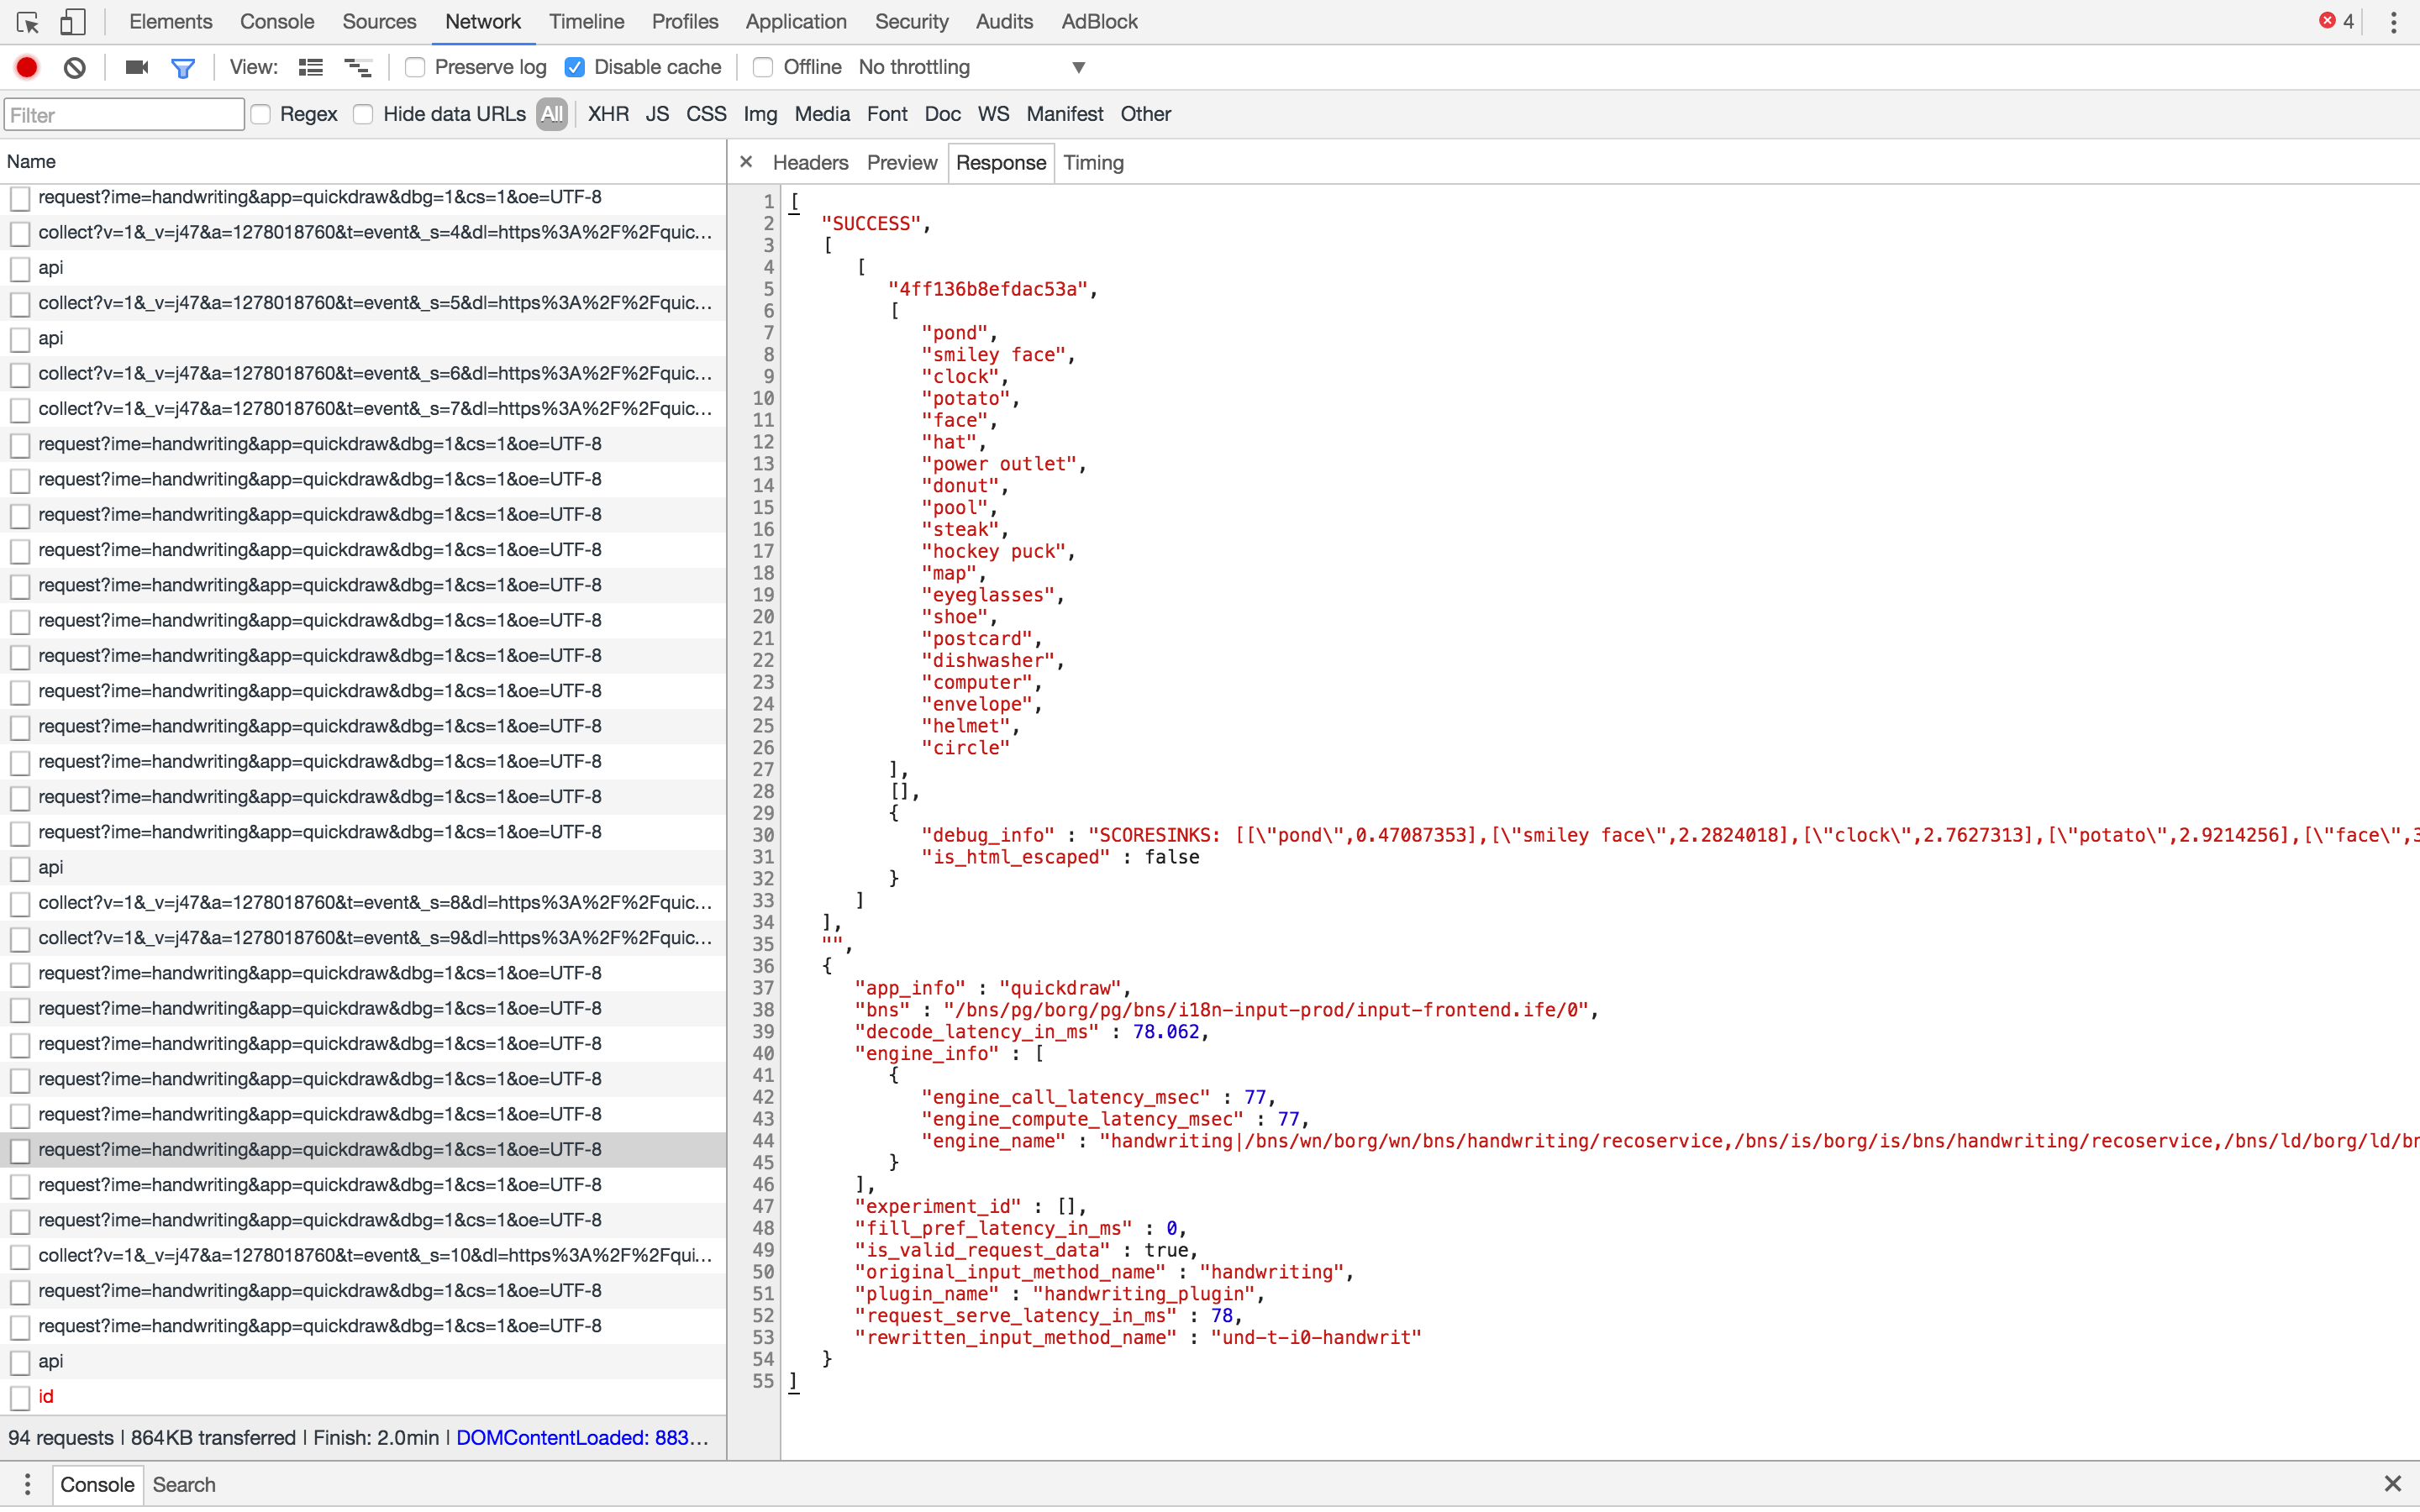 Elements Console Sources Network Timeline Profiles Application Security Audits AdBlock 4
View: Preserve log Disable cache Offline No throttling
Filter Regex Hide data URLs All XHR JS CSS Img Media Font Doc WS Manifest Other
Name
request?ime=handwriting&app=quickdraw&dbg=1&cs=1&oe=UTF-8
collect?v=1&_v=j47&a=1278018760&t=event&_s=4&dl=https%3A%2F%2Fquic...
api
collect?v=1&_v=j47&a=1278018760&t=event&_s=5&dl=https%3A%2F%2Fquic...
api
collect?v=1&_v=j47&a=1278018760&t=event&_s=6&dl=https%3A%2F%2Fquic...
collect?v=1&_v=j47&a=1278018760&t=event&_s=7&dl=https%3A%2F%2Fquic...
request?ime=handwriting&app=quickdraw&dbg=1&cs=1&oe=UTF-8
request?ime=handwriting&app=quickdraw&dbg=1&cs=1&oe=UTF-8
request?ime=handwriting&app=quickdraw&dbg=1&cs=1&oe=UTF-8
request?ime=handwriting&app=quickdraw&dbg=1&cs=1&oe=UTF-8
request?ime=handwriting&app=quickdraw&dbg=1&cs=1&oe=UTF-8
request?ime=handwriting&app=quickdraw&dbg=1&cs=1&oe=UTF-8
request?ime=handwriting&app=quickdraw&dbg=1&cs=1&oe=UTF-8
request?ime=handwriting&app=quickdraw&dbg=1&cs=1&oe=UTF-8
request?ime=handwriting&app=quickdraw&dbg=1&cs=1&oe=UTF-8
request?ime=handwriting&app=quickdraw&dbg=1&cs=1&oe=UTF-8
request?ime=handwriting&app=quickdraw&dbg=1&cs=1&oe=UTF-8
request?ime=handwriting&app=quickdraw&dbg=1&cs=1&oe=UTF-8
api
collect?v=1&_v=j47&a=1278018760&t=event&_s=8&dl=https%3A%2F%2Fquic...
collect?v=1&_v=j47&a=1278018760&t=event&_s=9&dl=https%3A%2F%2Fquic...
request?ime=handwriting&app=quickdraw&dbg=1&cs=1&oe=UTF-8
request?ime=handwriting&app=quickdraw&dbg=1&cs=1&oe=UTF-8
request?ime=handwriting&app=quickdraw&dbg=1&cs=1&oe=UTF-8
request?ime=handwriting&app=quickdraw&dbg=1&cs=1&oe=UTF-8
request?ime=handwriting&app=quickdraw&dbg=1&cs=1&oe=UTF-8
request?ime=handwriting&app=quickdraw&dbg=1&cs=1&oe=UTF-8
request?ime=handwriting&app=quickdraw&dbg=1&cs=1&oe=UTF-8
request?ime=handwriting&app=quickdraw&dbg=1&cs=1&oe=UTF-8
collect?v=1&_v=j47&a=1278018760&t=event&_s=10&dl=https%3A%2F%2Fqui...
request?ime=handwriting&app=quickdraw&dbg=1&cs=1&oe=UTF-8
request?ime=handwriting&app=quickdraw&dbg=1&cs=1&oe=UTF-8
api
id
94 requests | 864KB transferred | Finish: 2.0min | DOMContentLoaded: 883...
Headers Preview Response Timing
1 [
2 "SUCCESS",
3 [
4 [
5 "4ff136b8efdac53a",
6 [
7 "pond",
8 "smiley face",
9 "clock",
10 "potato",
11 "face",
12 "hat",
13 "power outlet",
14 "donut",
15 "pool",
16 "steak",
17 "hockey puck",
18 "map",
19 "eyeglasses",
20 "shoe",
21 "postcard",
22 "dishwasher",
23 "computer",
24 "envelope",
25 "helmet",
26 "circle"
27 ],
28 [],
29 {
30 "debug_info" : "SCORESINKS: [[\"pond\",0.47087353],[\"smiley face\",2.2824018],[\"clock\",2.7627313],[\"potato\",2.9214256],[\"face\",3
31 "is_html_escaped" : false
32 }
33 ]
34 ],
35 "",
36 {
37 "app_info" : "quickdraw",
38 "bns" : "/bns/pg/borg/pg/bns/i18n-input-prod/input-frontend.ife/0",
39 "decode_latency_in_ms" : 78.062,
40 "engine_info" : [
41 {
42 "engine_call_latency_msec" : 77,
43 "engine_compute_latency_msec" : 77,
44 "engine_name" : "handwriting|/bns/wn/borg/wn/bns/handwriting/recoservice,/bns/is/borg/is/bns/handwriting/recoservice,/bns/ld/borg/ld/br
45 }
46 ],
47 "experiment_id" : [],
48 "fill_pref_latency_in_ms" : 0,
49 "is_valid_request_data" : true,
50 "original_input_method_name" : "handwriting",
51 "plugin_name" : "handwriting_plugin",
52 "request_serve_latency_in_ms" : 78,
53 "rewritten_input_method_name" : "und-t-i0-handwrit"
54 }
55 ]
Console Search